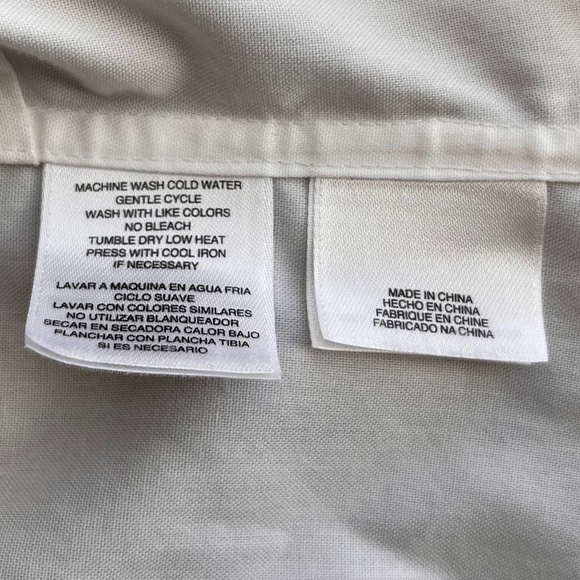 MACHINE WASH COLD WATER
GENTLE CYCLE
WASH WITH LIKE COLORS
NO BLEACH
TUMBLE DRY LOW HEAT
PRESS WITH COOL IRON
IF NECESSARY
LAVAR A MAQUINA EN AGUA FRIA
CICLO SUAVE
LAVAR CON COLORES SIMILARES
NO UTILIZAR BLANQUEADOR
SECAR EN SECADORA CALOR BAJO
PLANCHAR CON PLANCHA TIBIA
SI ES NECESARIO
MADE IN CHINA
HECHO EN CHINA
FABRIQUE EN CHINE
FABRICADO NA CHINA